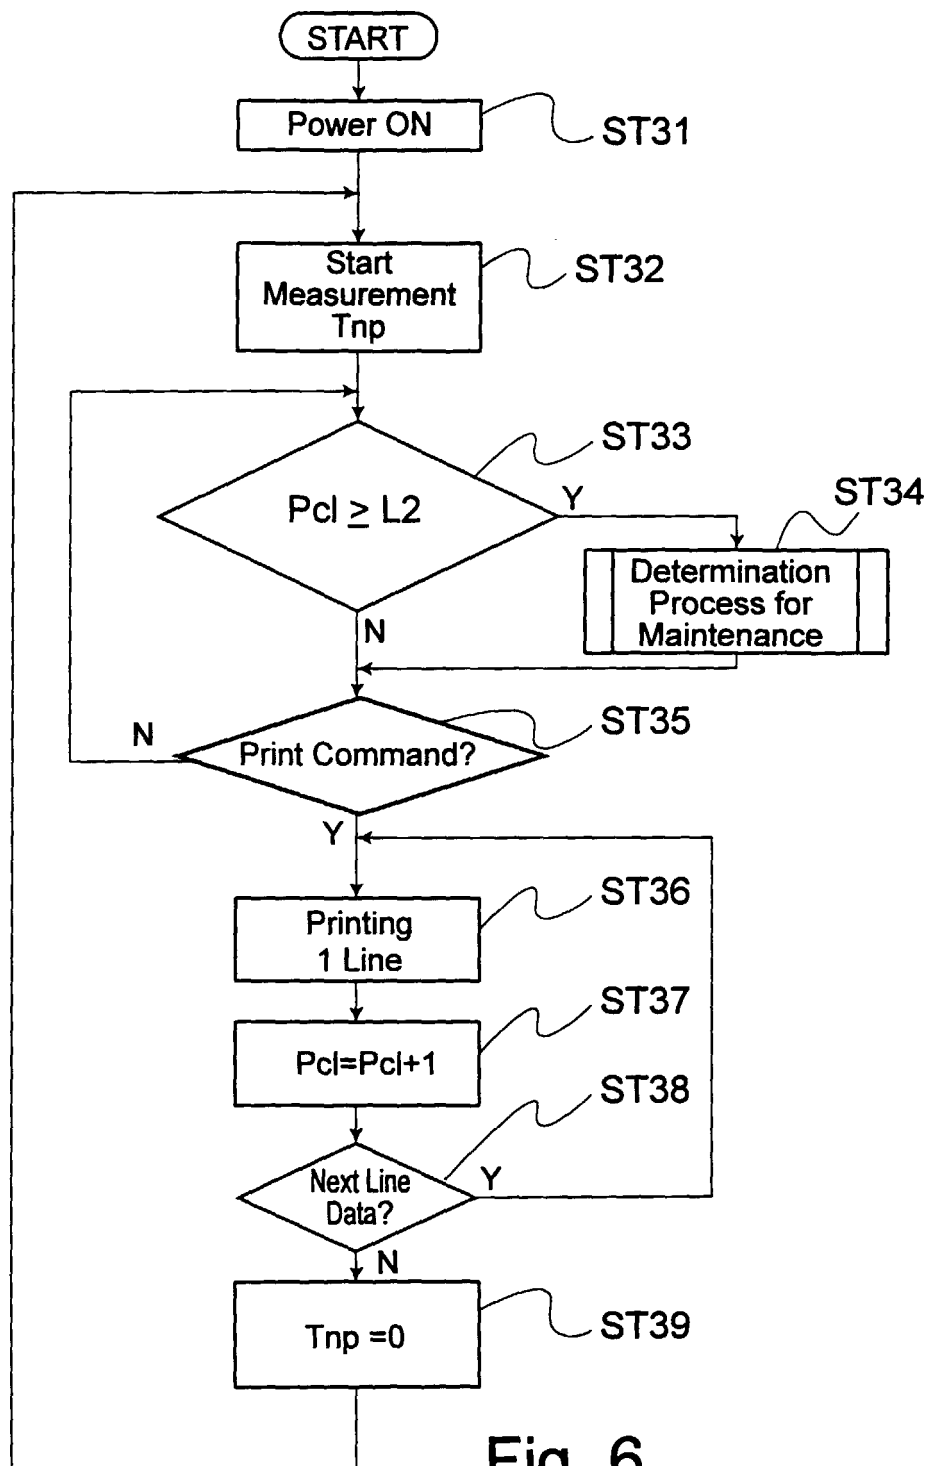 START
Power ON
ST31
Start
Measurement
Tnp
ST32
Pcl ≥ L2
ST33
Y
ST34
Determination
Process for
Maintenance
N
Print Command?
ST35
N
Y
Printing
1 Line
ST36
Pcl=Pcl+1
ST37
Next Line
Data?
ST38
Y
N
Tnp =0
ST39
Fig. 6